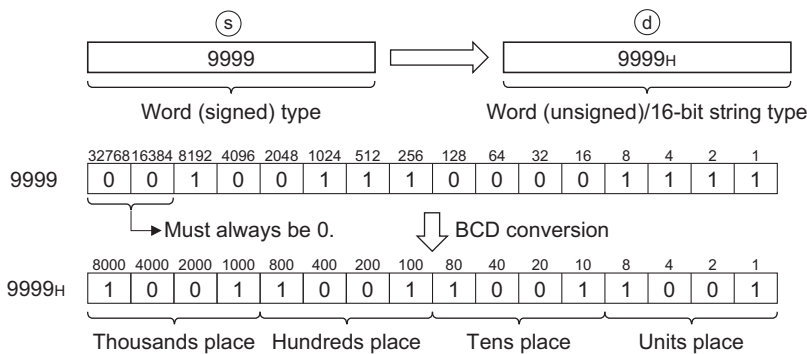 s d
9999 9999H
Word (signed) type Word (unsigned)/16-bit string type
32768 16384 8192 4096 2048 1024 512 256 128 64 32 16 8 4 2 1
9999 0 0 1 0 0 1 1 1 0 0 0 0 1 1 1 1
Must always be 0. BCD conversion
8000 4000 2000 1000 800 400 200 100 80 40 20 10 8 4 2 1
9999H 1 0 0 1 1 0 0 1 1 0 0 1 1 0 0 1
Thousands place Hundreds place Tens place Units place